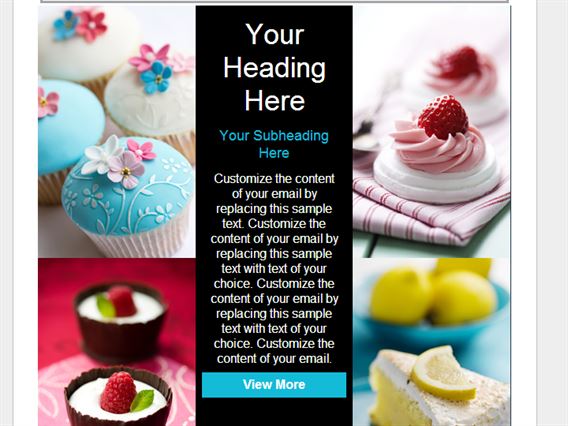 Your
Heading
Here
Your Subheading
Here
Customize the content
of your email by
replacing this sample
text. Customize the
content of your email by
replacing this sample
text with text of your
choice. Customize the
content of your email by
replacing this sample
text with text of your
choice. Customize the
content of your email.
View More